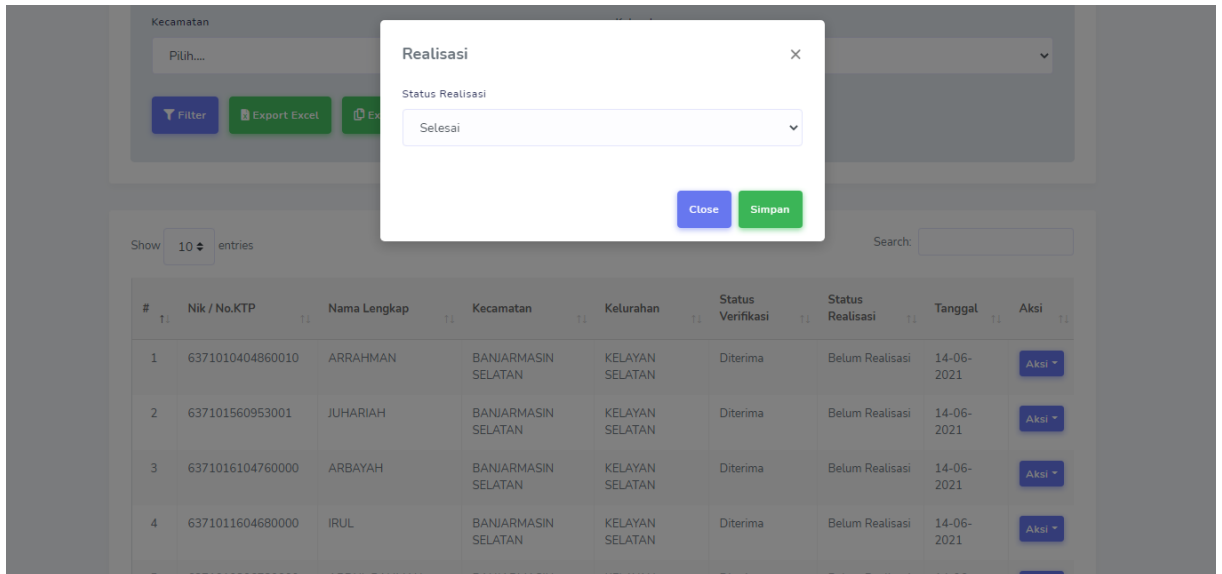 Kecamatan
Pilih....
Realisasi ×
Status Realisasi
Selesai
Filter Export Excel Ex
Close Simpan
Show 10 entries Search:
# Nik / No.KTP Nama Lengkap Kecamatan Kelurahan Status Verifikasi Status Realisasi Tanggal Aksi
1 6371010404860010 ARRAHMAN BANJARMASIN SELATAN KELAYAN SELATAN Diterima Belum Realisasi 14-06-2021 Aksi
2 637101560953001 JUHARIAH BANJARMASIN SELATAN KELAYAN SELATAN Diterima Belum Realisasi 14-06-2021 Aksi
3 6371016104760000 ARBAYAH BANJARMASIN SELATAN KELAYAN SELATAN Diterima Belum Realisasi 14-06-2021 Aksi
4 6371011604680000 IRUL BANJARMASIN SELATAN KELAYAN SELATAN Diterima Belum Realisasi 14-06-2021 Aksi